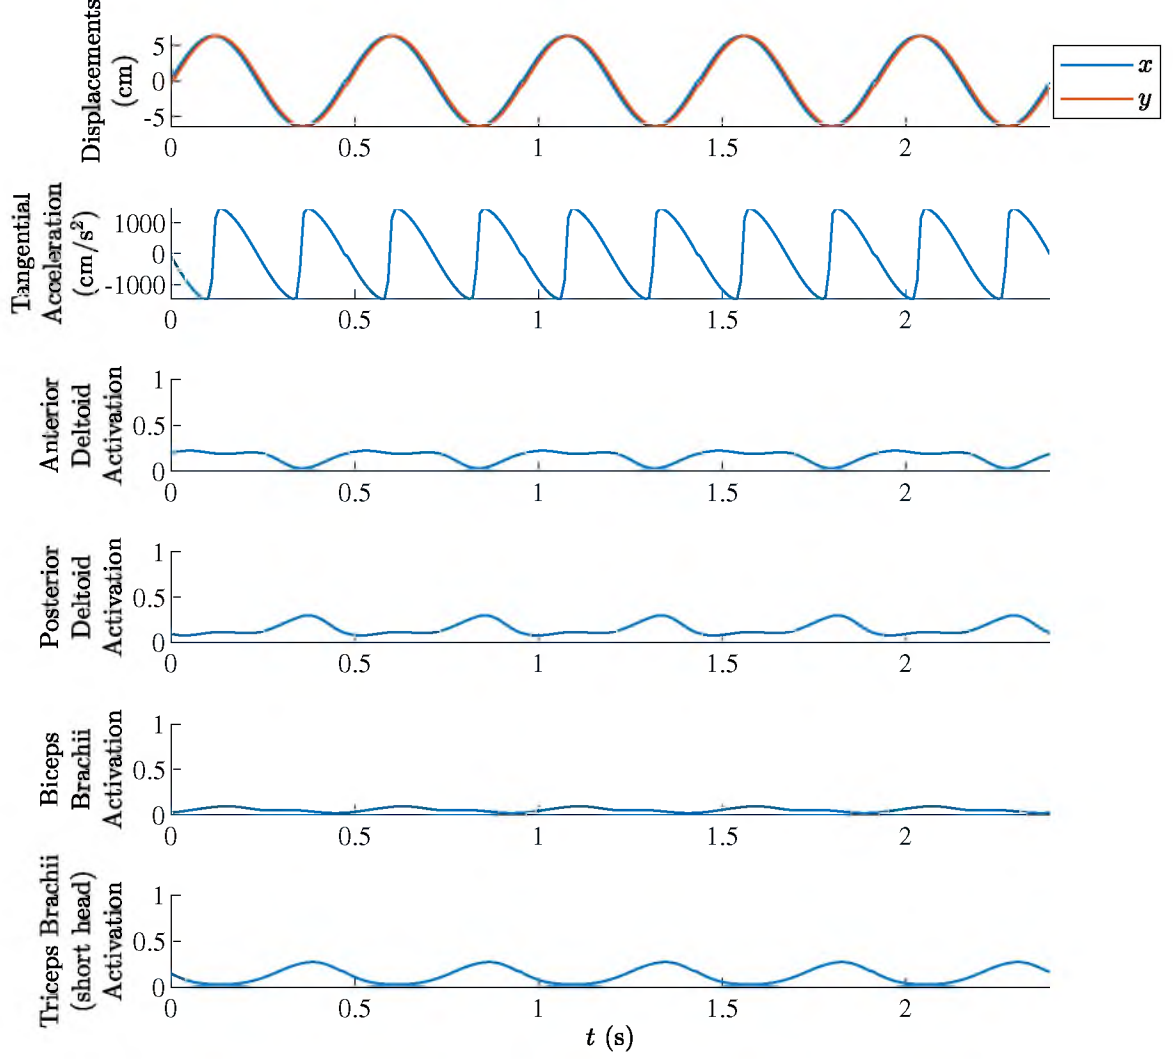 Displacements
(cm)
5
0
-5
0 0.5 1 1.5 2
x
y
Tangential
Acceleration
(cm/s²)
1000
0
-1000
0 0.5 1 1.5 2
Anterior
Deltoid
Activation
1
0.5
0
0 0.5 1 1.5 2
Posterior
Deltoid
Activation
1
0.5
0
0 0.5 1 1.5 2
Biceps
Brachii
Activation
1
0.5
0
0 0.5 1 1.5 2
Triceps Brachii
(short head)
Activation
1
0.5
0
0 0.5 1 1.5 2
t (s)